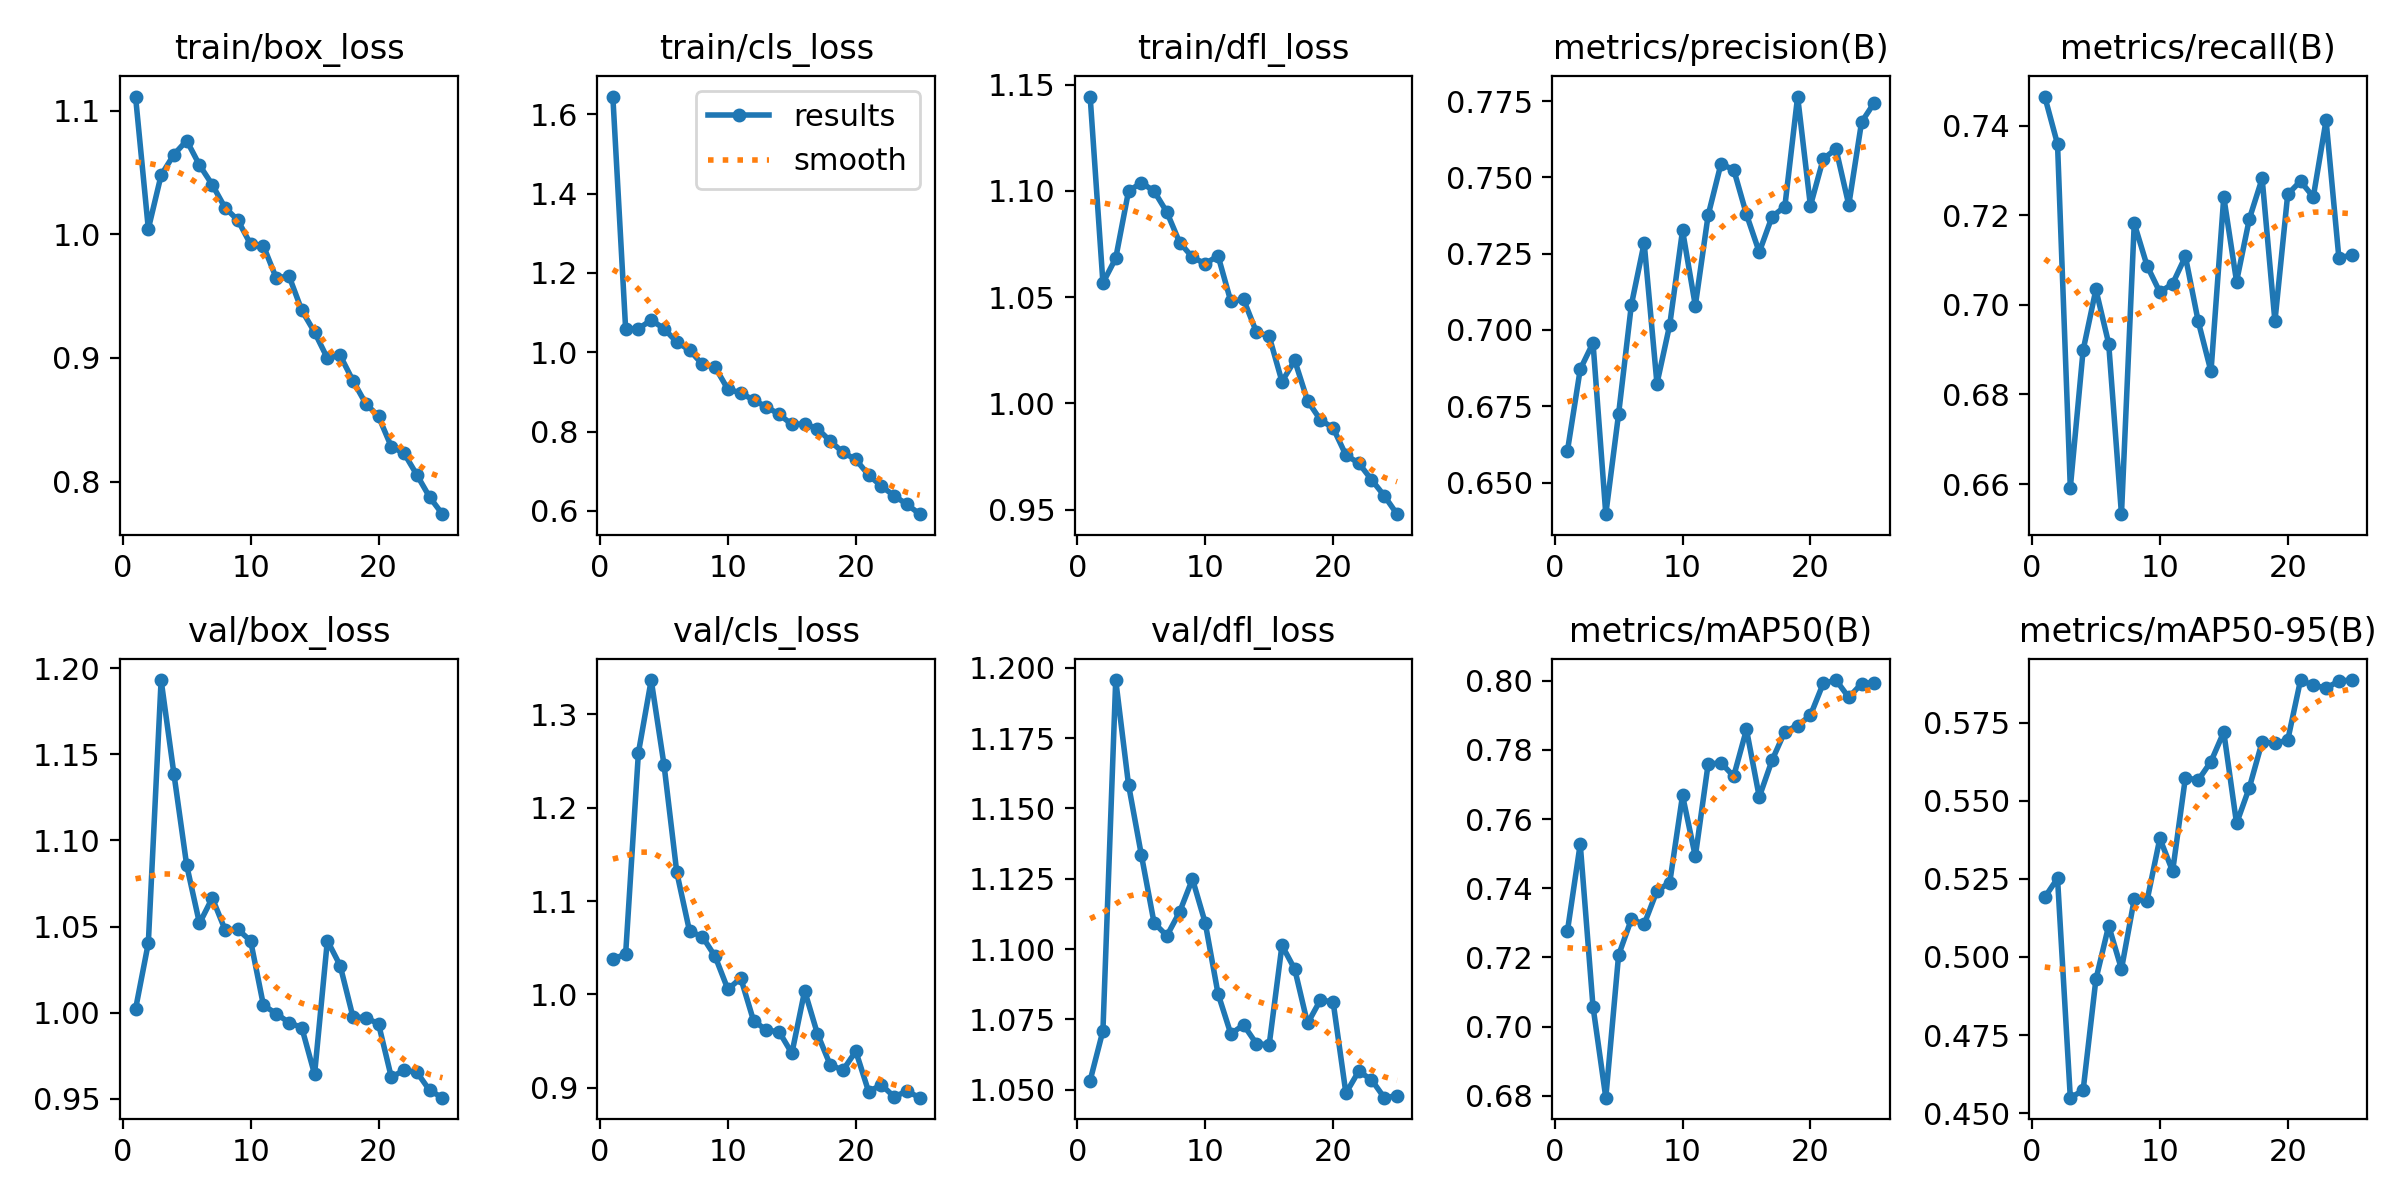 train/box_loss
1.1
1.0
0.9
0.8
0 10 20
train/cls_loss
results
smooth
1.6
1.4
1.2
1.0
0.8
0.6
0 10 20
train/dfl_loss
1.15
1.10
1.05
1.00
0.95
0 10 20
metrics/precision(B)
0.775
0.750
0.725
0.700
0.675
0.650
0 10 20
metrics/recall(B)
0.74
0.72
0.70
0.68
0.66
0 10 20
val/box_loss
1.20
1.15
1.10
1.05
1.00
0.95
0 10 20
val/cls_loss
1.3
1.2
1.1
1.0
0.9
0 10 20
val/dfl_loss
1.200
1.175
1.150
1.125
1.100
1.075
1.050
0 10 20
metrics/mAP50(B)
0.80
0.78
0.76
0.74
0.72
0.70
0.68
0 10 20
metrics/mAP50-95(B)
0.575
0.550
0.525
0.500
0.475
0.450
0 10 20